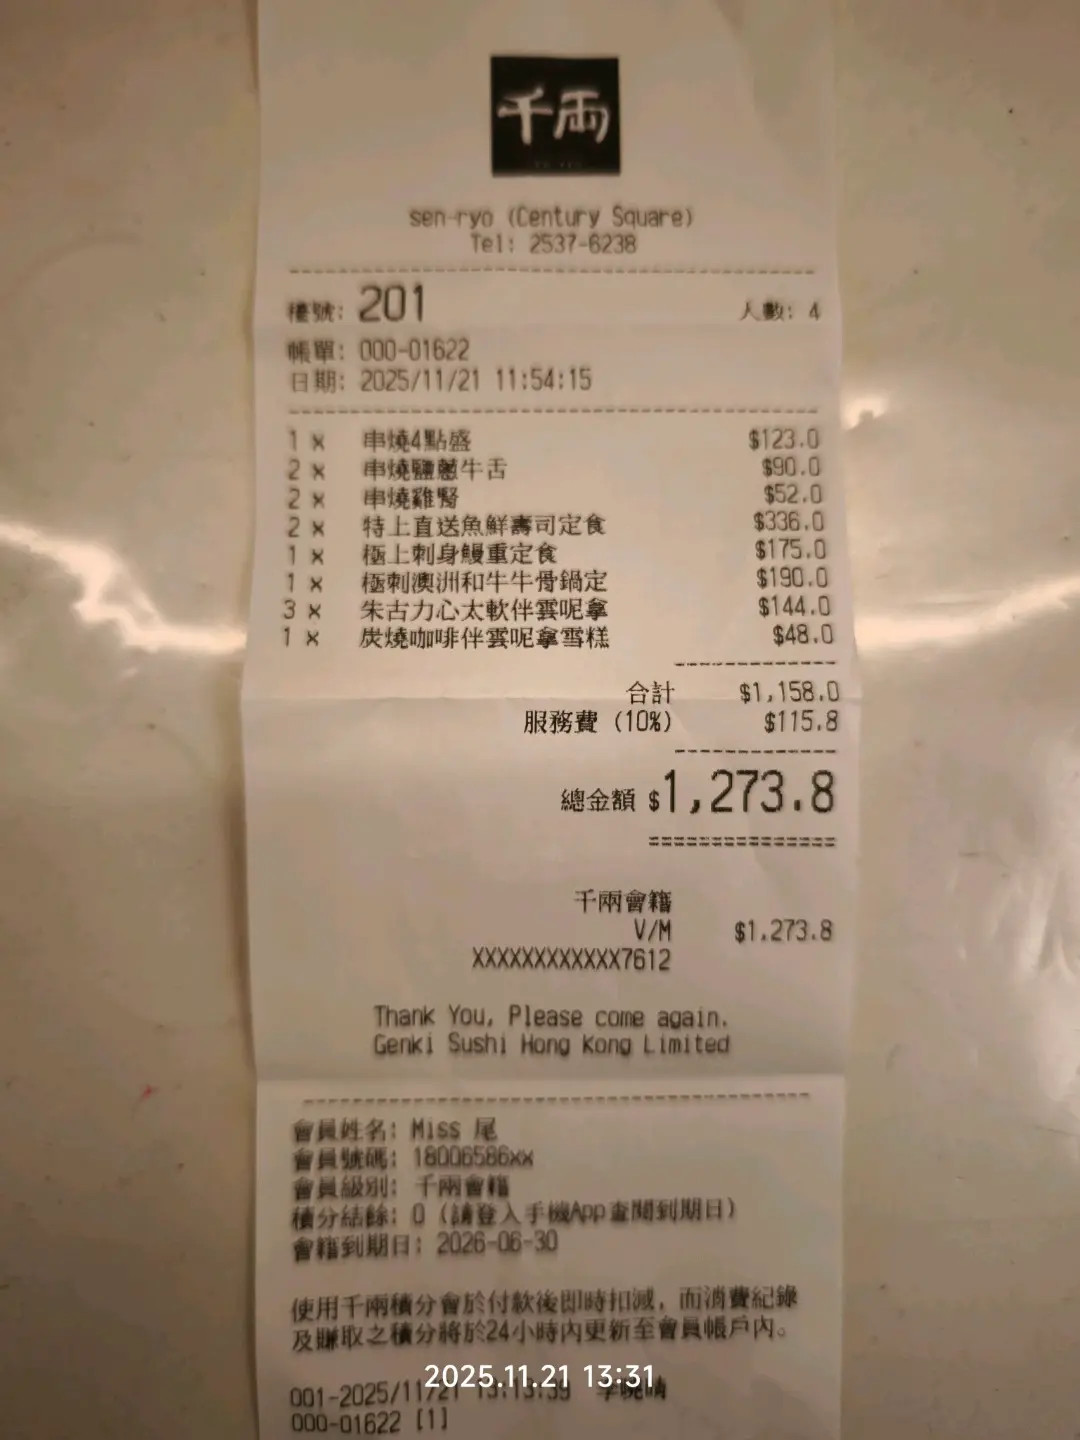 千両
sen-ryo (Century Square)
Tel: 2537-6238
檯號: 201 人數: 4
帳單: 000-01622
日期: 2025/11/21 11:54:15
1 x 串燒4點盛 $123.0
2 x 串燒鹽蔥牛舌 $90.0
2 x 串燒雞腎 $52.0
2 x 特上直送魚鮮壽司定食 $336.0
1 x 極上刺身鰻重定食 $175.0
1 x 極刺澳洲和牛牛骨鍋定 $190.0
3 x 朱古力心太軟伴雲呢拿 $144.0
1 x 炭燒咖啡伴雲呢拿雪糕 $48.0
合計 $1,158.0
服務費 (10%) $115.8
總金額 $1,273.8
千兩會籍
V/M $1,273.8
XXXXXXXXXXXX7612
Thank You, Please come again.
Genki Sushi Hong Kong Limited
會員姓名: Miss 尾
會員號碼: 18006586xx
會員級別: 千兩會籍
積分結餘: 0 (請登入手機App查閱到期日)
會籍到期日: 2026-06-30
使用千兩積分會於付款後即時扣減，而消費紀錄
及賺取之積分將於24小時內更新至會員帳戶內。
2025.11.21 13:31
001-2025/11/21
000-01622 [1]